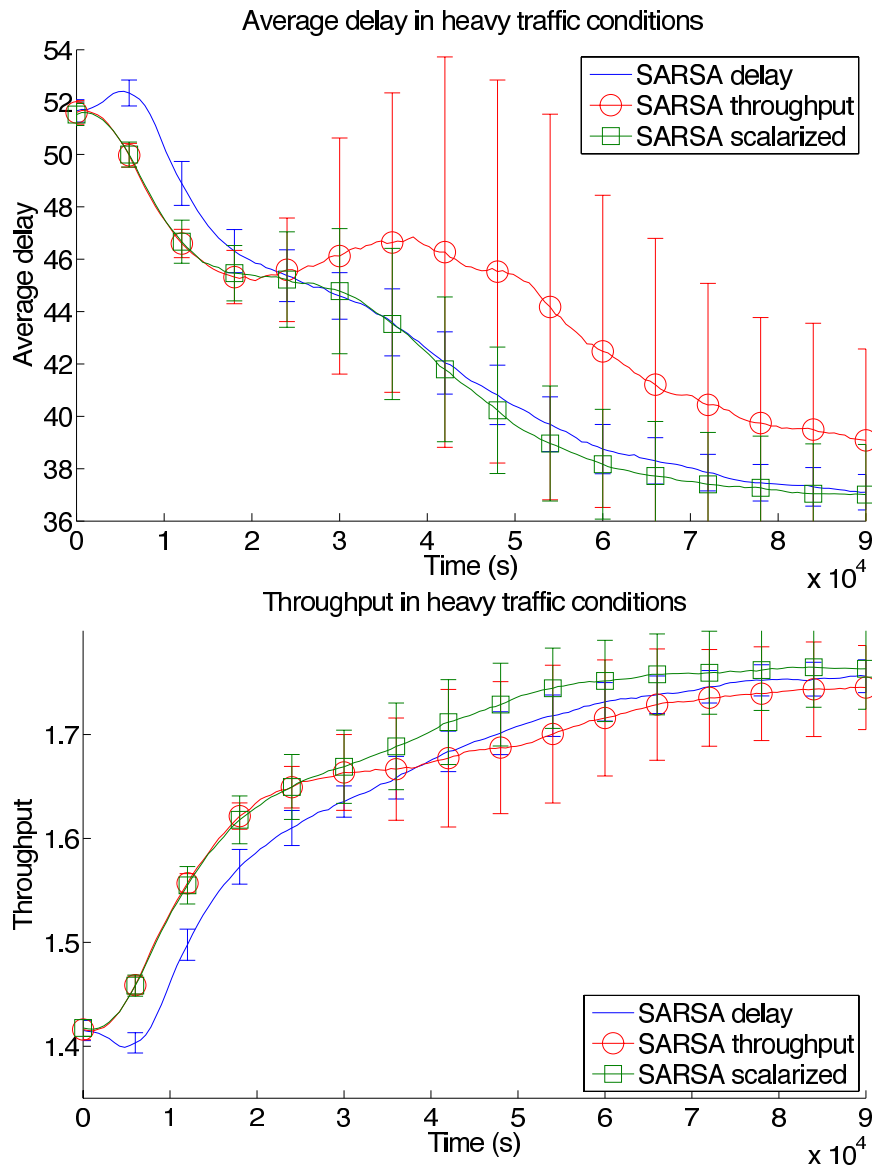 Average delay in heavy traffic conditions
54
52
50
48
46
44
42
40
38
36
Average delay
SARSA delay
SARSA throughput
SARSA scalarized
0 1 2 3 4 5 6 7 8 9
Time (s)
x 10^4
Throughput in heavy traffic conditions
1.7
1.6
1.5
1.4
Throughput
SARSA delay
SARSA throughput
SARSA scalarized
0 1 2 3 4 5 6 7 8 9
Time (s)
x 10^4